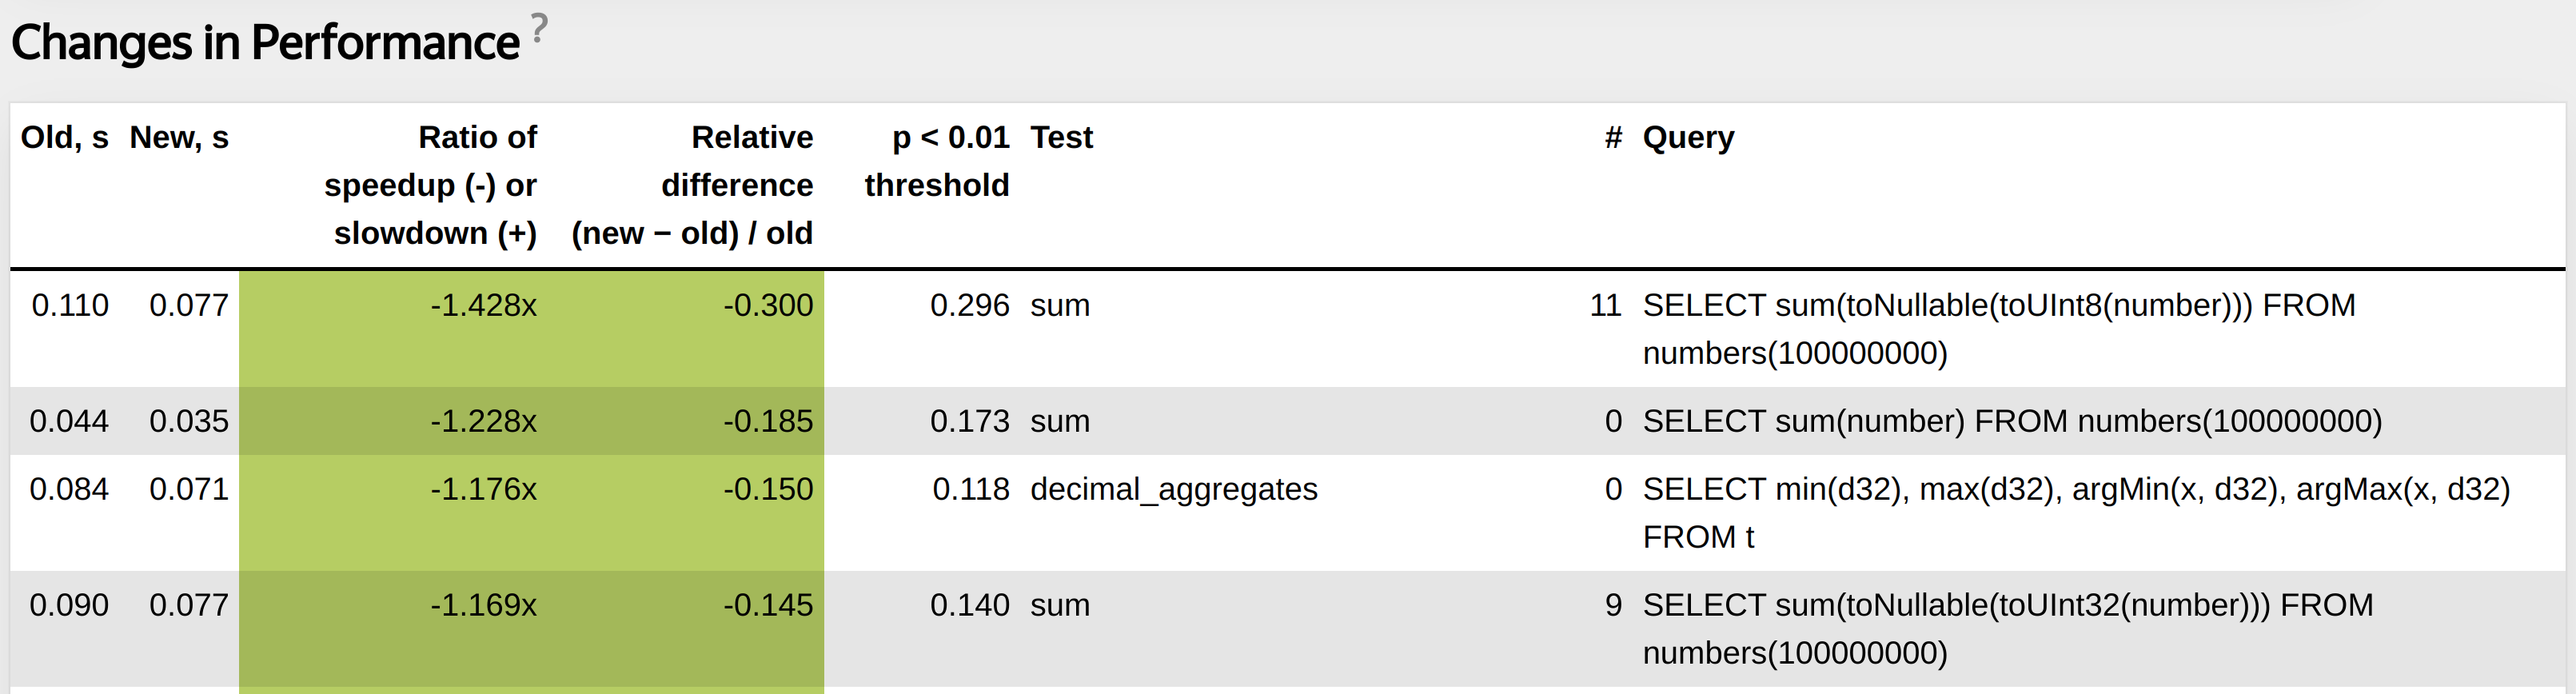 Changes in Performance ?
Old, s New, s Ratio of speedup (-) or slowdown (+) Relative difference (new − old) / old p < 0.01 threshold Test # Query
0.110 0.077 -1.428x -0.300 0.296 sum 11 SELECT sum(toNullable(toUInt8(number))) FROM
numbers(100000000)
0.044 0.035 -1.228x -0.185 0.173 sum 0 SELECT sum(number) FROM numbers(100000000)
0.084 0.071 -1.176x -0.150 0.118 decimal_aggregates 0 SELECT min(d32), max(d32), argMin(x, d32), argMax(x, d32)
FROM t
0.090 0.077 -1.169x -0.145 0.140 sum 9 SELECT sum(toNullable(toUInt32(number))) FROM
numbers(100000000)